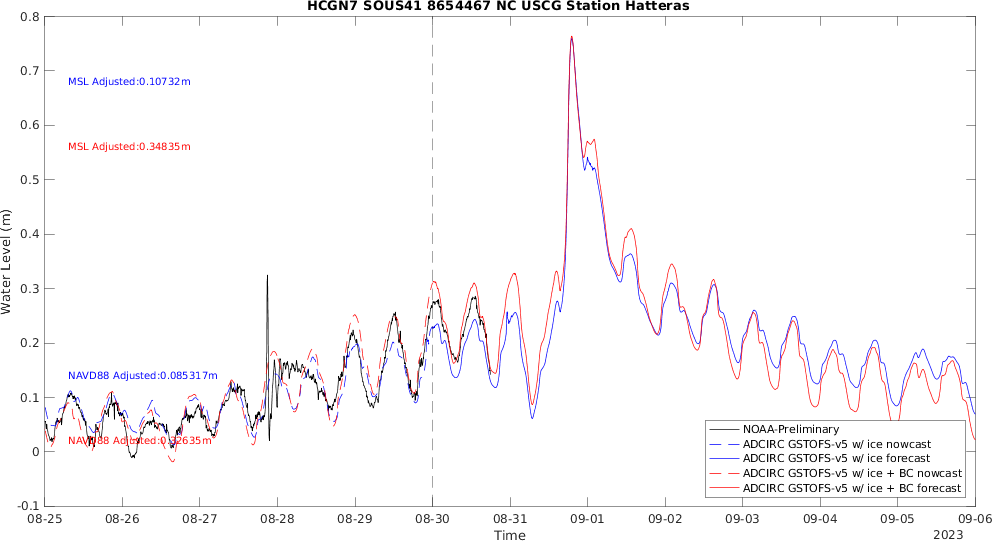 HCGN7 SOUS41 8654467 NC USCG Station Hatteras
0.8
0.7
0.6
0.5
0.4
0.3
0.2
0.1
0
-0.1
Water Level (m)
MSL Adjusted:0.10732m
MSL Adjusted:0.34835m
NAVD88 Adjusted:0.085317m
NAVD88 Adjusted:0.32635m
NOAA-Preliminary
ADCIRC GSTOFS-v5 w/ ice nowcast
ADCIRC GSTOFS-v5 w/ ice forecast
ADCIRC GSTOFS-v5 w/ ice + BC nowcast
ADCIRC GSTOFS-v5 w/ ice + BC forecast
08-25 08-26 08-27 08-28 08-29 08-30 08-31 09-01 09-02 09-03 09-04 09-05 09-06
Time
2023